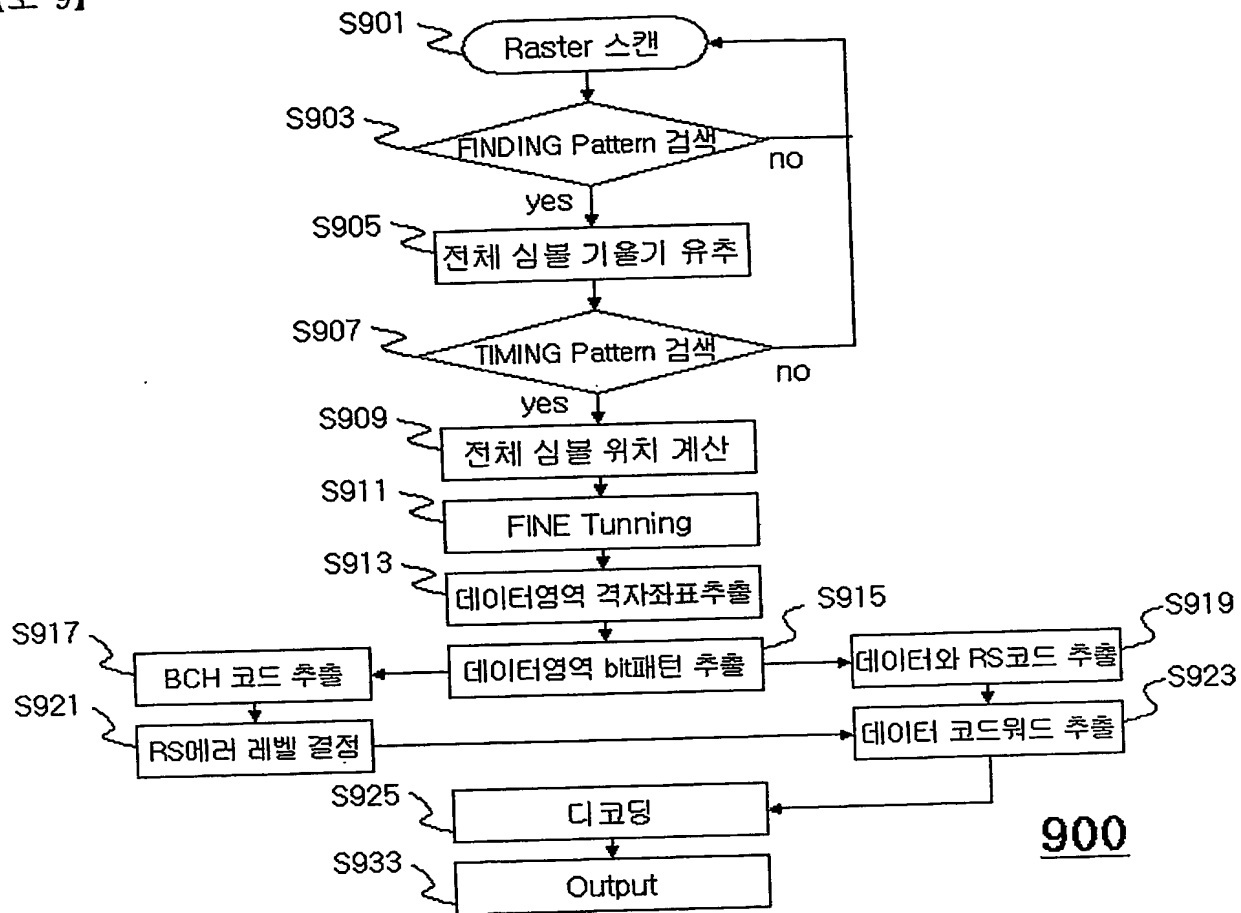 【도 9】
S901
Raster 스캔
S903
FINDING Pattern 검색
no
yes
S905
전체 심볼 기울기 유추
S907
TIMING Pattern 검색
no
yes
S909
전체 심볼 위치 계산
S911
FINE Tunning
S913
데이터영역 격자좌표추출
S915
S917
BCH 코드 추출
데이터영역 bit패턴 추출
S919
데이터와 RS코드 추출
S921
RS에러 레벨 결정
S923
데이터 코드워드 추출
S925
디코딩
900
S933
Output